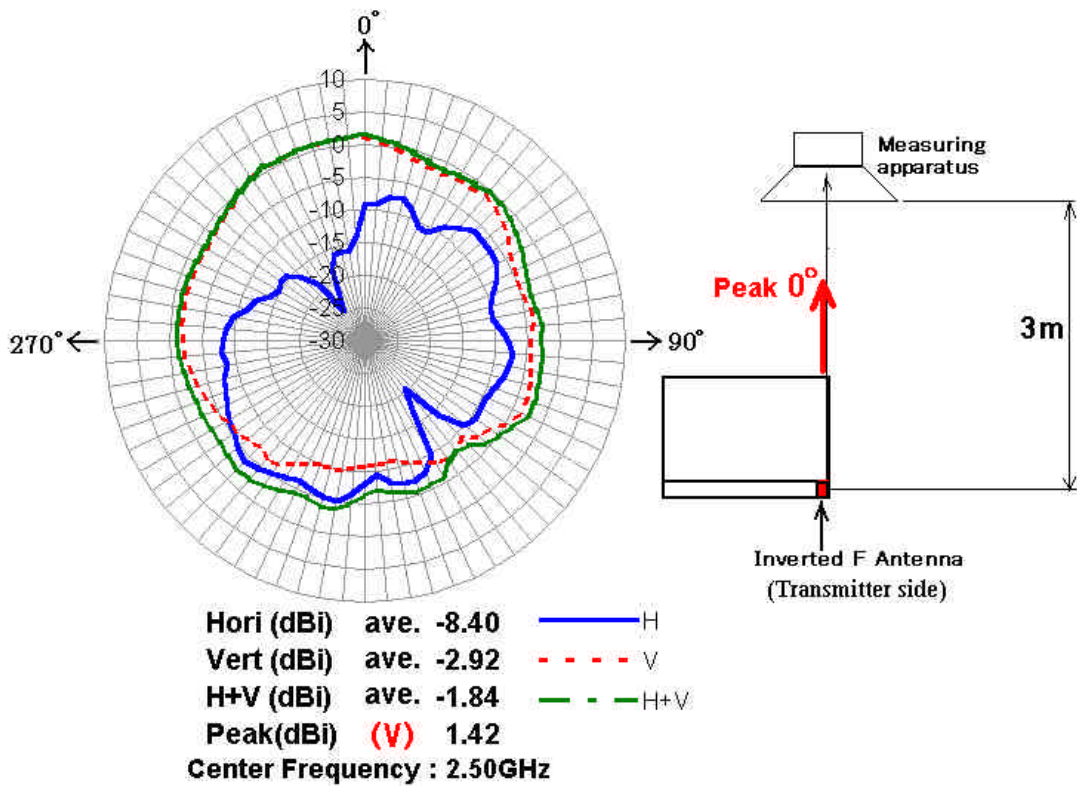 0°
10
5
0
-5
-10
-15
-20
-25
-30
270°
90°
Measuring
apparatus
Peak 0°
3m
Inverted F Antenna
(Transmitter side)
Hori (dBi) ave. -8.40 H
Vert (dBi) ave. -2.92 V
H+V (dBi) ave. -1.84 H+V
Peak(dBi) (V) 1.42
Center Frequency : 2.50GHz